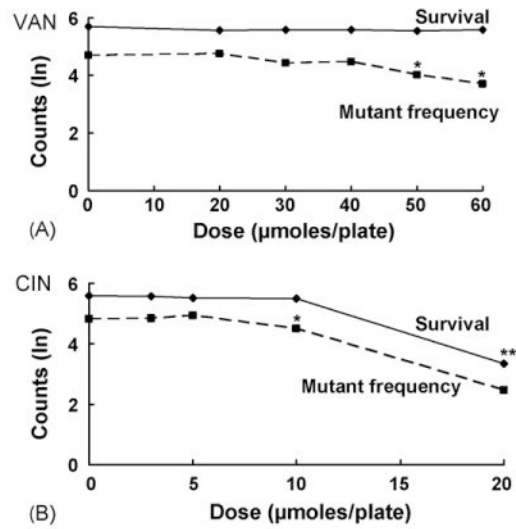 VAN
6
4
2
0
Counts (ln)
Survival
*
*
Mutant frequency
0 10 20 30 40 50 60
(A)
Dose (μmoles/plate)
CIN
6
4
2
0
Counts (ln)
*
Survival
**
Mutant frequency
0 5 10 15 20
(B)
Dose (μmoles/plate)